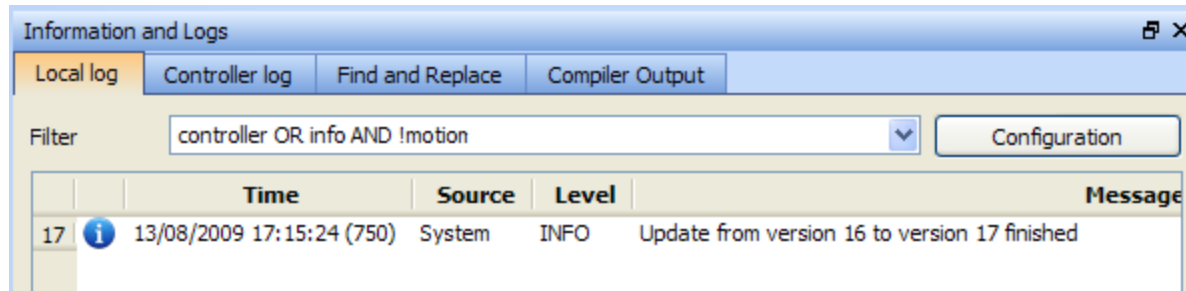 Information and Logs
Local log Controller log Find and Replace Compiler Output
Filter controller OR info AND !motion Configuration
Time Source Level Message
17 13/08/2009 17:15:24 (750) System INFO Update from version 16 to version 17 finished